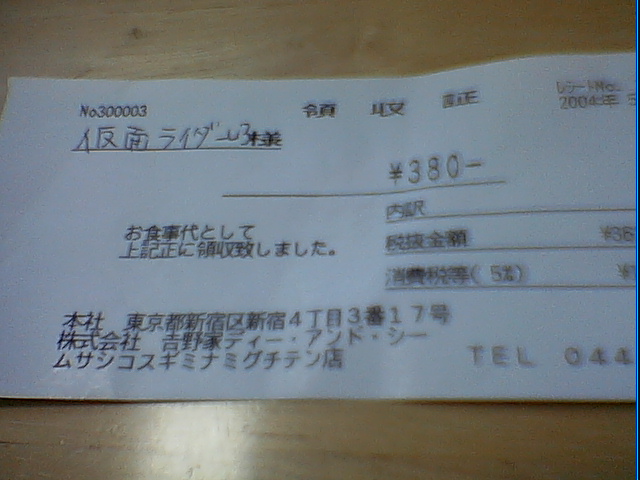 No300003
領 収 証
レシートNo.
2004年
仮面ライダーV3様
¥380-
内訳
税抜金額 ¥36
消費税等( 5%) ¥
お食事代として
上記正に領収致しました。
本社 東京都新宿区新宿4丁目3番17号
株式会社 吉野家ディー・アンド・シー
ムサシコスギミナミグチテン店
TEL 044